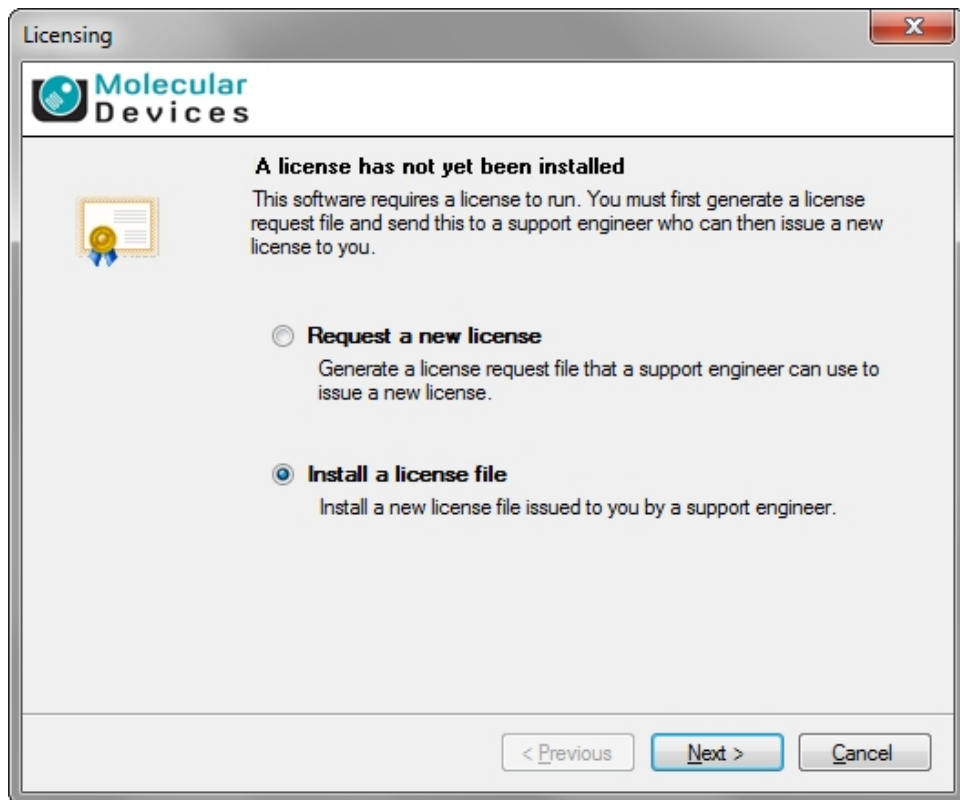 Licensing
Molecular
Devices
A license has not yet been installed
This software requires a license to run. You must first generate a license
request file and send this to a support engineer who can then issue a new
license to you.
Request a new license
Generate a license request file that a support engineer can use to
issue a new license.
Install a license file
Install a new license file issued to you by a support engineer.
< Previous
Next >
Cancel